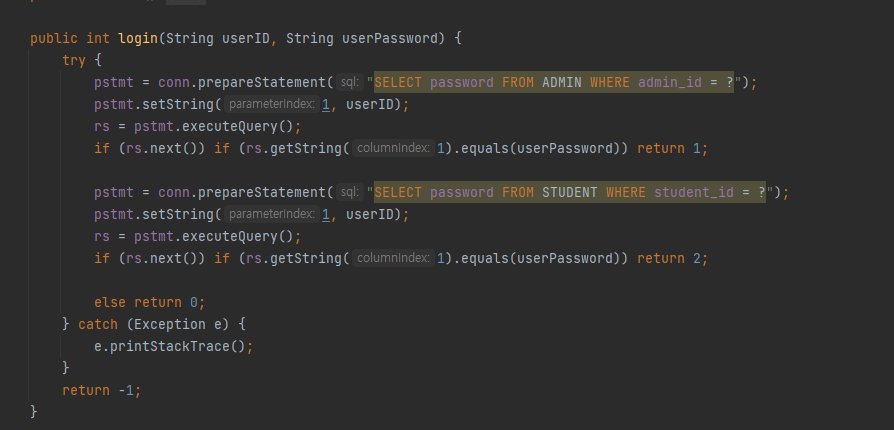 public int login(String userID, String userPassword) {
try {
pstmt = conn.prepareStatement( sql: "SELECT password FROM ADMIN WHERE admin_id = ?");
pstmt.setString( parameterIndex: 1, userID);
rs = pstmt.executeQuery();
if (rs.next()) if (rs.getString( columnIndex: 1).equals(userPassword)) return 1;
pstmt = conn.prepareStatement( sql: "SELECT password FROM STUDENT WHERE student_id = ?");
pstmt.setString( parameterIndex: 1, userID);
rs = pstmt.executeQuery();
if (rs.next()) if (rs.getString( columnIndex: 1).equals(userPassword)) return 2;
else return 0;
} catch (Exception e) {
e.printStackTrace();
}
return -1;
}